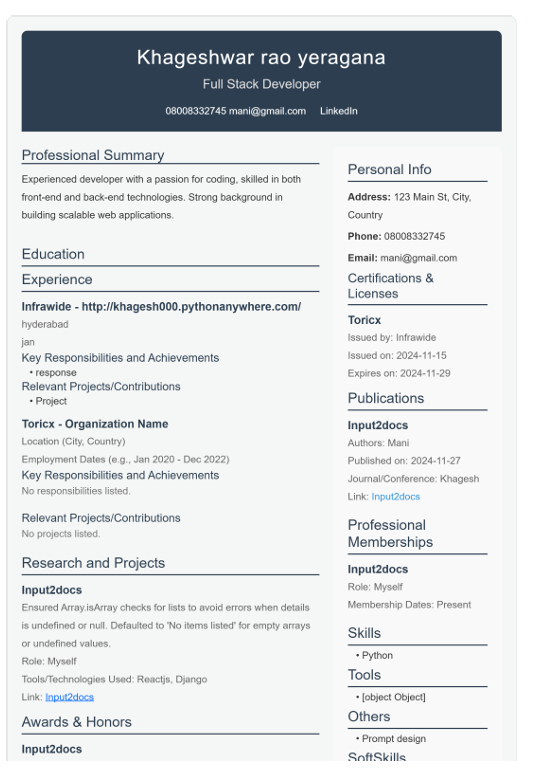 Khageshwar rao yeragana
Full Stack Developer
08008332745 mani@gmail.com LinkedIn
Professional Summary
Experienced developer with a passion for coding, skilled in both
front-end and back-end technologies. Strong background in
building scalable web applications.
Education
Experience
Infrawide - http://khagesh000.pythonanywhere.com/
hyderabad
jan
Key Responsibilities and Achievements
• response
Relevant Projects/Contributions
• Project
Toricx - Organization Name
Location (City, Country)
Employment Dates (e.g., Jan 2020 - Dec 2022)
Key Responsibilities and Achievements
No responsibilities listed.
Relevant Projects/Contributions
No projects listed.
Research and Projects
Input2docs
Ensured Array.isArray checks for lists to avoid errors when details
is undefined or null. Defaulted to 'No items listed' for empty arrays
or undefined values.
Role: Myself
Tools/Technologies Used: Reactjs, Django
Link: Input2docs
Awards & Honors
Input2docs
Personal Info
Address: 123 Main St, City,
Country
Phone: 08008332745
Email: mani@gmail.com
Certifications &
Licenses
Toricx
Issued by: Infrawide
Issued on: 2024-11-15
Expires on: 2024-11-29
Publications
Input2docs
Authors: Mani
Published on: 2024-11-27
Journal/Conference: Khagesh
Link: Input2docs
Professional
Memberships
Input2docs
Role: Myself
Membership Dates: Present
Skills
• Python
Tools
• [object Object]
Others
• Prompt design
SoftSkills